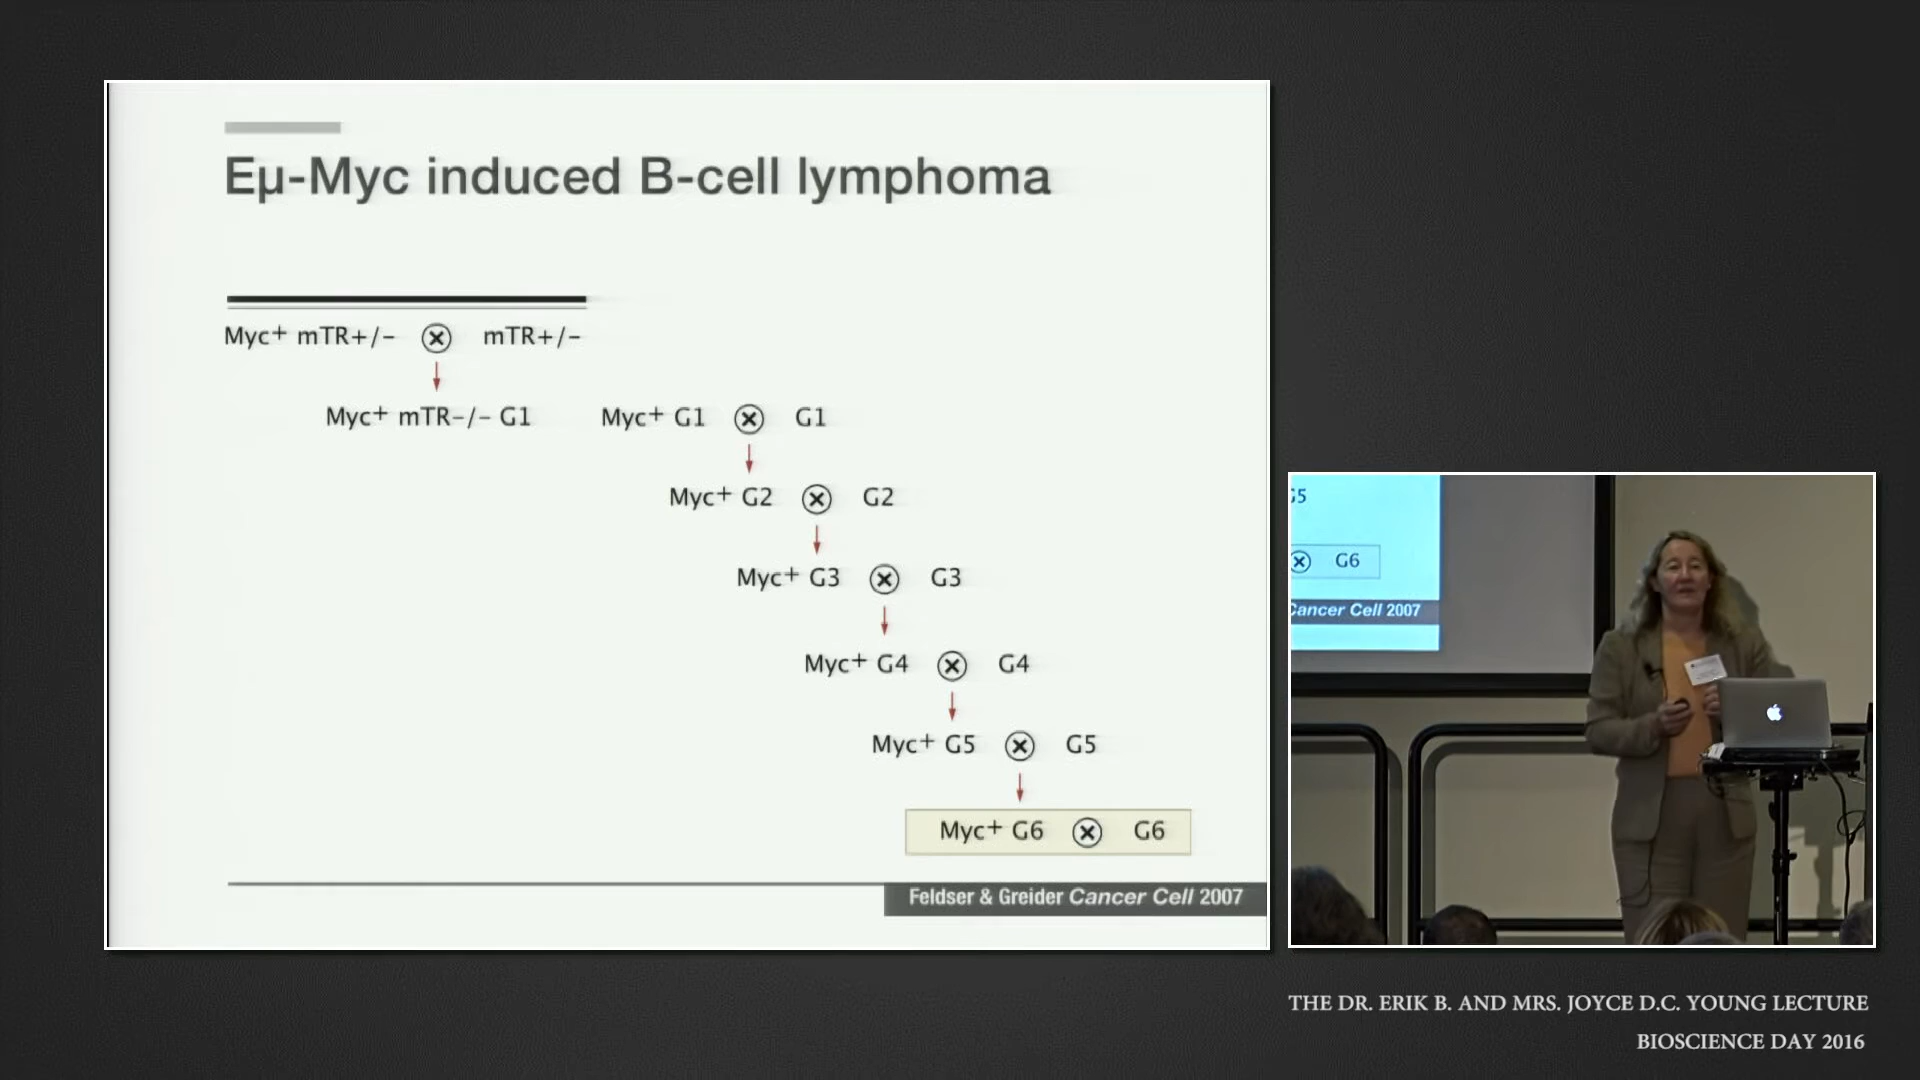 Eµ-Myc induced B-cell lymphoma
Myc+ mTR+/- ⊗ mTR+/-
Myc+ mTR-/- G1
Myc+ G1 ⊗ G1
Myc+ G2 ⊗ G2
Myc+ G3 ⊗ G3
Myc+ G4 ⊗ G4
Myc+ G5 ⊗ G5
Myc+ G6 ⊗ G6
Feldser & Greider Cancer Cell 2007
G5
⊗ G6
Cancer Cell 2007
THE DR. ERIK B. AND MRS. JOYCE D.C. YOUNG LECTURE
BIOSCIENCE DAY 2016